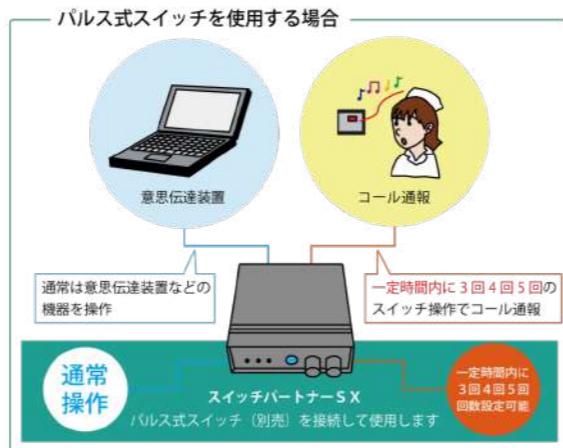 パルス式スイッチを使用する場合
意思伝達装置
コール通報
通常は意思伝達装置などの
機器を操作
一定時間内に3回4回5回の
スイッチ操作でコール通報
通常
操作
スイッチパートナーSX
パルス式スイッチ（別売）を接続して使用します
一定時間内に
3回4回5回
回数設定可能